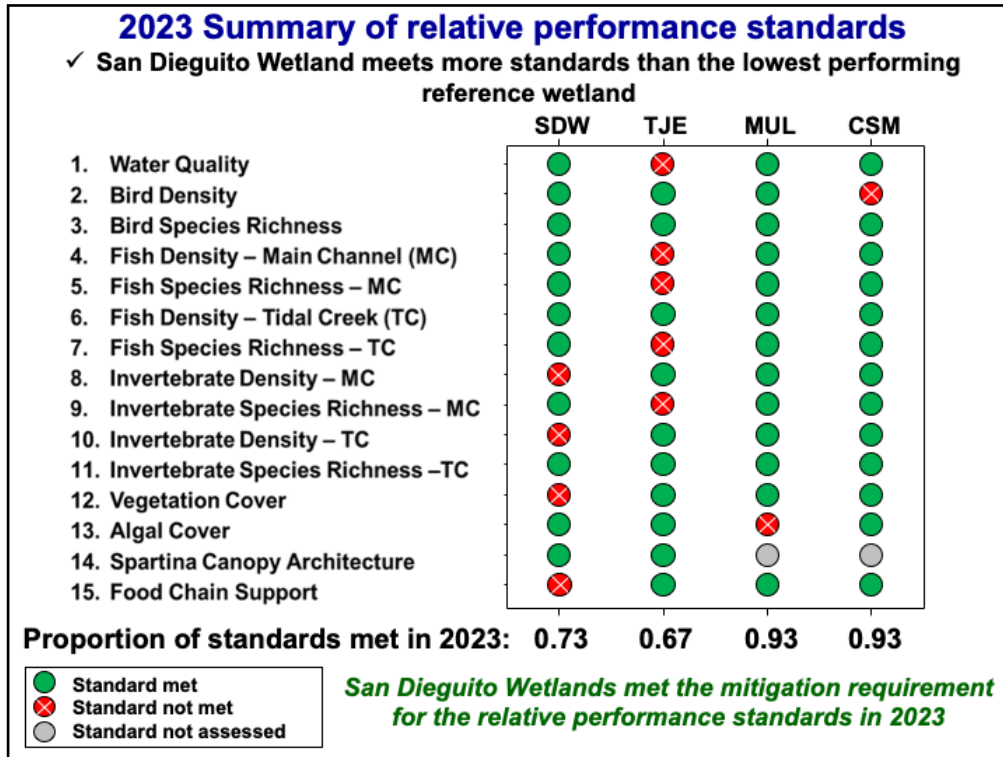 2023 Summary of relative performance standards
✓ San Dieguito Wetland meets more standards than the lowest performing
reference wetland
SDW TJE MUL CSM
1. Water Quality
2. Bird Density
3. Bird Species Richness
4. Fish Density – Main Channel (MC)
5. Fish Species Richness – MC
6. Fish Density – Tidal Creek (TC)
7. Fish Species Richness – TC
8. Invertebrate Density – MC
9. Invertebrate Species Richness – MC
10. Invertebrate Density – TC
11. Invertebrate Species Richness –TC
12. Vegetation Cover
13. Algal Cover
14. Spartina Canopy Architecture
15. Food Chain Support
Proportion of standards met in 2023: 0.73 0.67 0.93 0.93
Standard met
Standard not met
Standard not assessed
San Dieguito Wetlands met the mitigation requirement
for the relative performance standards in 2023